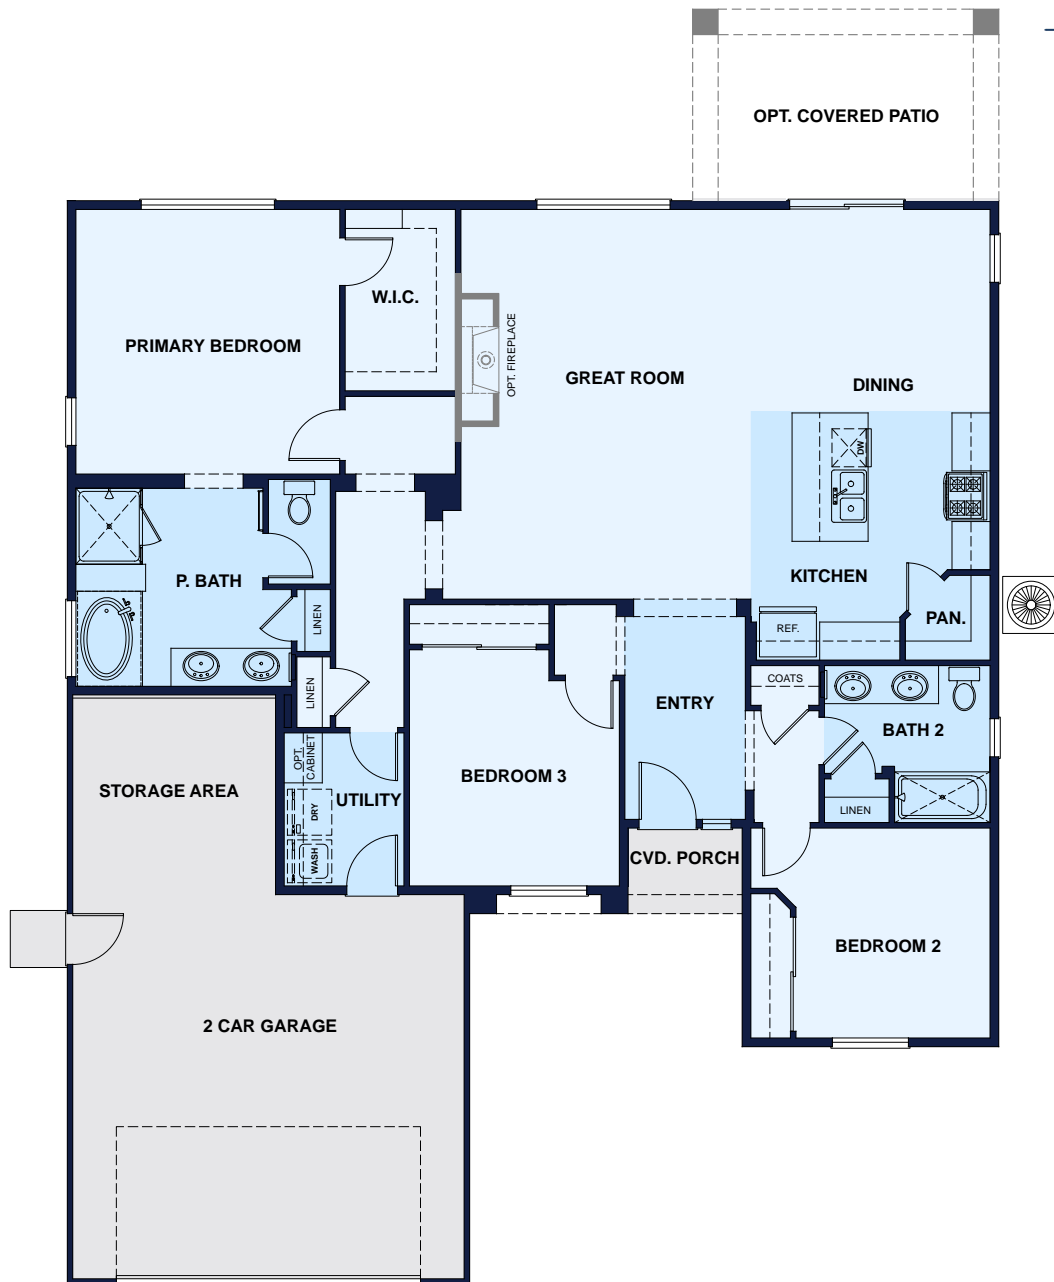 OPT. COVERED PATIO
W.I.C.
PRIMARY BEDROOM
OPT. FIREPLACE
GREAT ROOM
DINING
DW
P. BATH
KITCHEN
LINEN
REF.
PAN.
LINEN
COATS
ENTRY
BATH 2
OPT.
CABINET
STORAGE AREA
BEDROOM 3
UTILITY
DRY
LINEN
WASH
CVD. PORCH
BEDROOM 2
2 CAR GARAGE